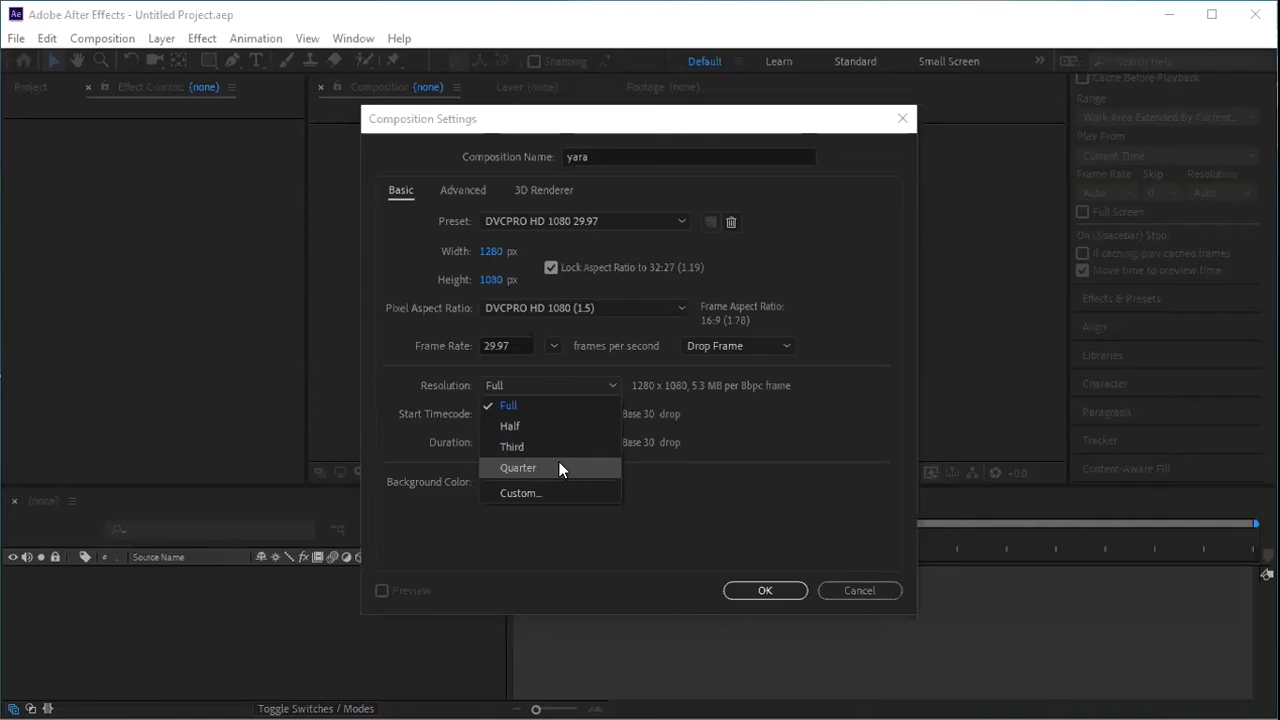 Adobe After Effects - Untitled Project.aep
File Edit Composition Layer Effect Animation View Window Help
Snapping Default Learn Standard Small Screen Search Help
Project Effect Controls (none) Composition (none) Layer (none) Footage (none)
Cache Before Playback
Range
Work Area Extended By Current...
Play From
Current Time
Frame Rate Skip Resolution
Auto 0 Auto
Full Screen
On (Spacebar) Stop:
If caching, play cached frames
Move time to preview time
Effects & Presets
Align
Libraries
Character
Paragraph
Tracker
Content-Aware Fill
Composition Settings
Composition Name: yara
Basic Advanced 3D Renderer
Preset: DVCPRO HD 1080 29.97
Width: 1280 px
Lock Aspect Ratio to 32:27 (1.19)
Height: 1080 px
Pixel Aspect Ratio: DVCPRO HD 1080 (1.5) Frame Aspect Ratio:
16:9 (1.78)
Frame Rate: 29.97 frames per second Drop Frame
Resolution: Full 1280 x 1080, 5.3 MB per 8bpc frame
Full
Start Timecode: Base 30 drop
Half
Duration: Base 30 drop
Third
Quarter
Background Color:
Custom...
Preview OK Cancel
+0.0
(none)
# . Source Name
Toggle Switches / Modes